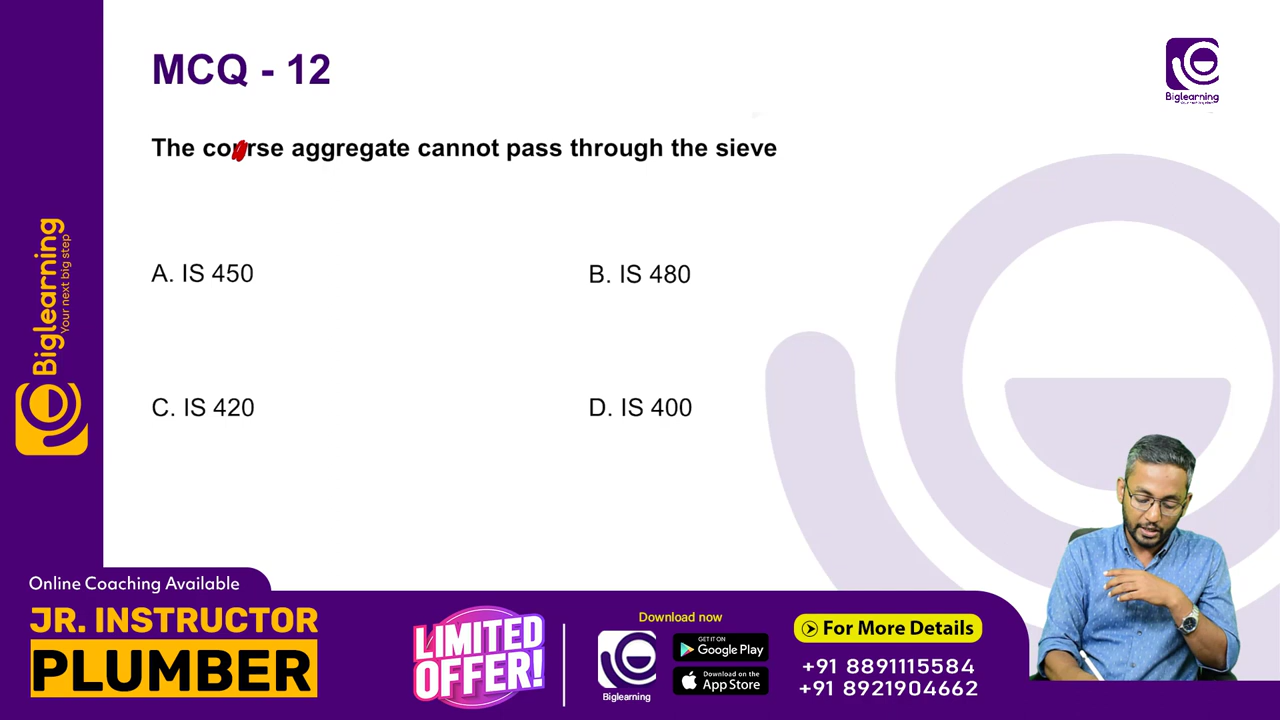 MCQ - 12
Biglearning
The course aggregate cannot pass through the sieve
A. IS 450
B. IS 480
C. IS 420
D. IS 400
Biglearning
Your next big step
Online Coaching Available
JR. INSTRUCTOR
PLUMBER
LIMITED
OFFER!
Download now
Biglearning
GET IT ON
Google Play
Download on the
App Store
For More Details
+91 8891115584
+91 8921904662